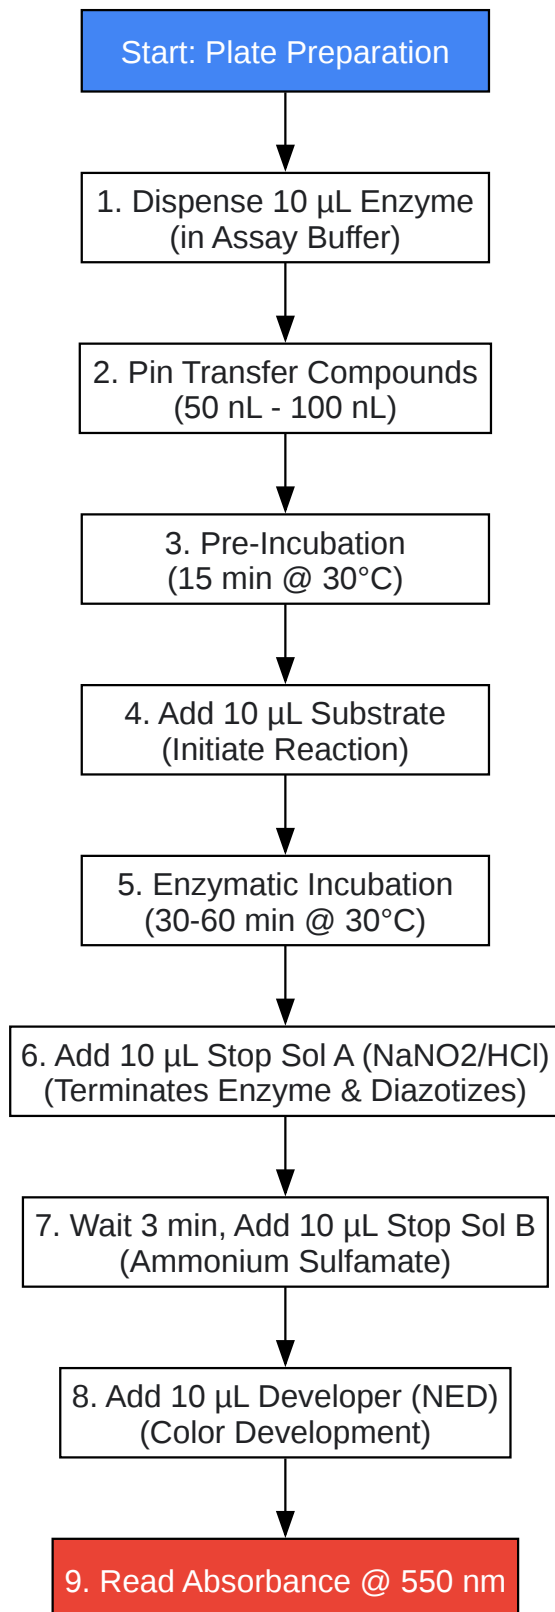 Start: Plate Preparation
1. Dispense 10 µL Enzyme
(in Assay Buffer)
2. Pin Transfer Compounds
(50 nL - 100 nL)
3. Pre-Incubation
(15 min @ 30°C)
4. Add 10 µL Substrate
(Initiate Reaction)
5. Enzymatic Incubation
(30-60 min @ 30°C)
6. Add 10 µL Stop Sol A (NaNO2/HCl)
(Terminates Enzyme & Diazotizes)
7. Wait 3 min, Add 10 µL Stop Sol B
(Ammonium Sulfamate)
8. Add 10 µL Developer (NED)
(Color Development)
9. Read Absorbance @ 550 nm